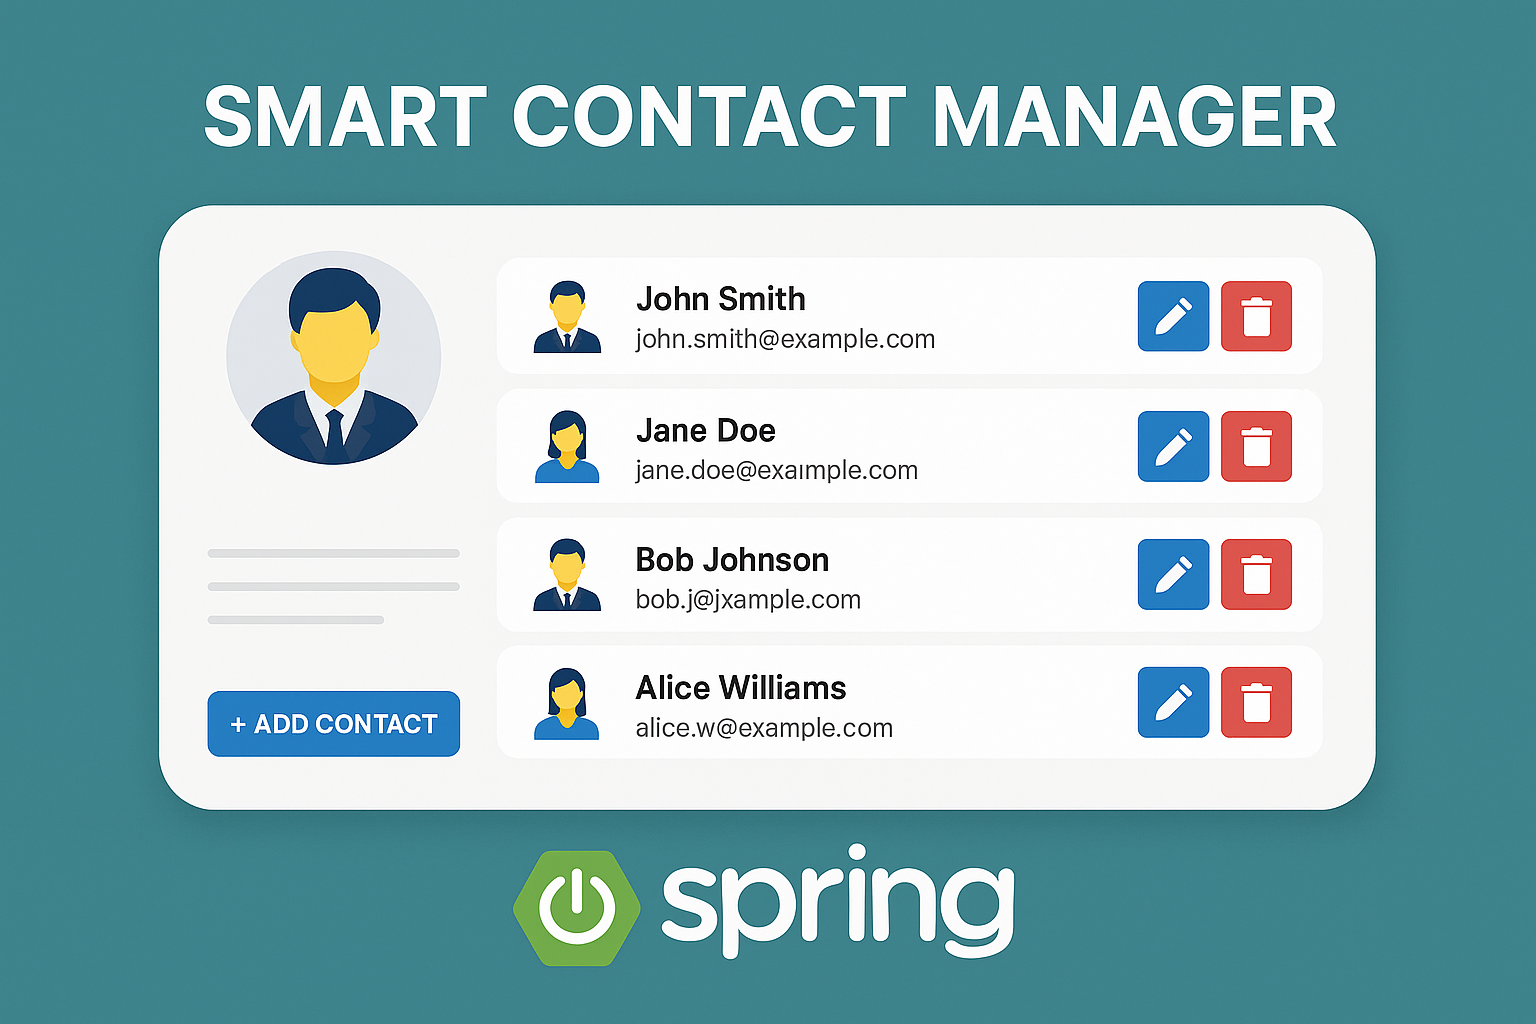 SMART CONTACT MANAGER
John Smith
john.smith@example.com
Jane Doe
jane.doe@exaımple.com
Bob Johnson
bob.j@jxample.com
Alice Williams
alice.w@example.com
+ ADD CONTACT
spring